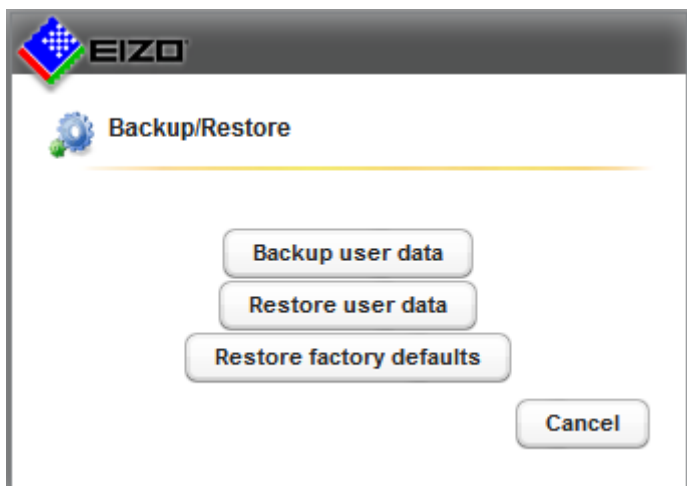 EIZO
Backup/Restore
Backup user data
Restore user data
Restore factory defaults
Cancel